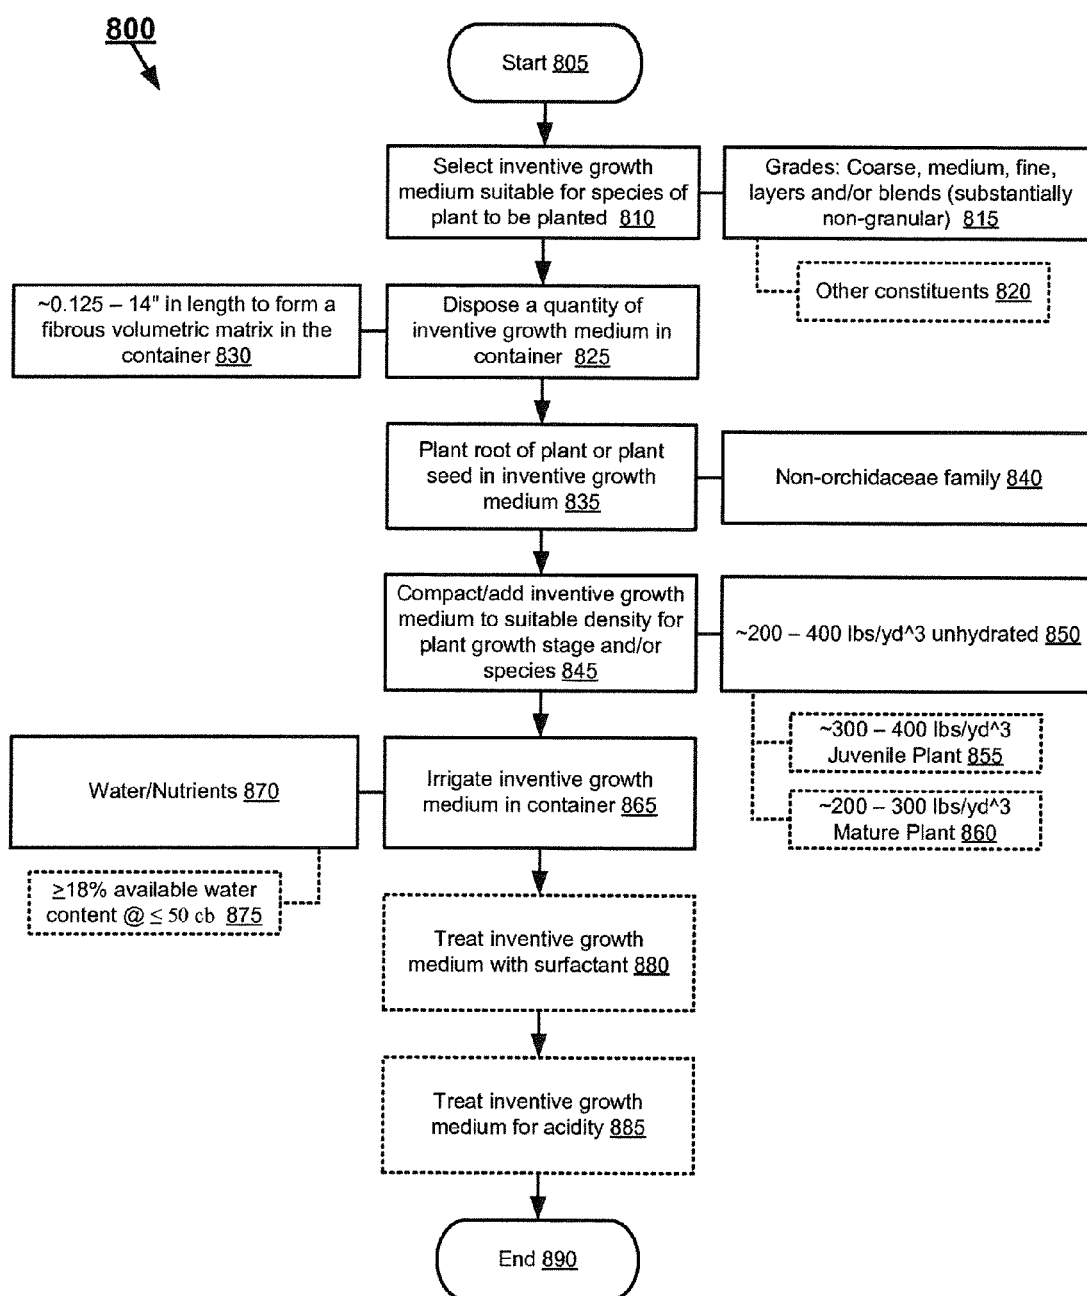 800
Start 805
Select inventive growth
medium suitable for species of
plant to be planted 810
Grades: Coarse, medium, fine,
layers and/or blends (substantially
non-granular) 815
Other constituents 820
~0.125 – 14" in length to form a
fibrous volumetric matrix in the
container 830
Dispose a quantity of
inventive growth medium in
container 825
Plant root of plant or plant
seed in inventive growth
medium 835
Non-orchidaceae family 840
Compact/add inventive growth
medium to suitable density for
plant growth stage and/or
species 845
~200 – 400 lbs/yd^3 unhydrated 850
~300 – 400 lbs/yd^3
Juvenile Plant 855
~200 – 300 lbs/yd^3
Mature Plant 860
Water/Nutrients 870
Irrigate inventive growth
medium in container 865
≥18% available water
content @ ≤ 50 cb 875
Treat inventive growth
medium with surfactant 880
Treat inventive growth
medium for acidity 885
End 890